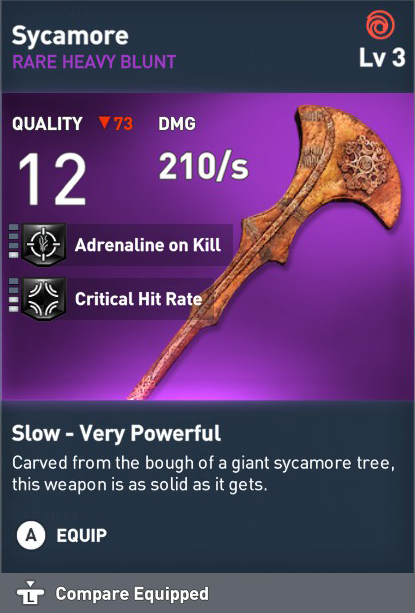 Sycamore
RARE HEAVY BLUNT
Lv 3
QUALITY ▼73 DMG
12 210/s
Adrenaline on Kill
Critical Hit Rate
Slow - Very Powerful
Carved from the bough of a giant sycamore tree,
this weapon is as solid as it gets.
A EQUIP
L Compare Equipped